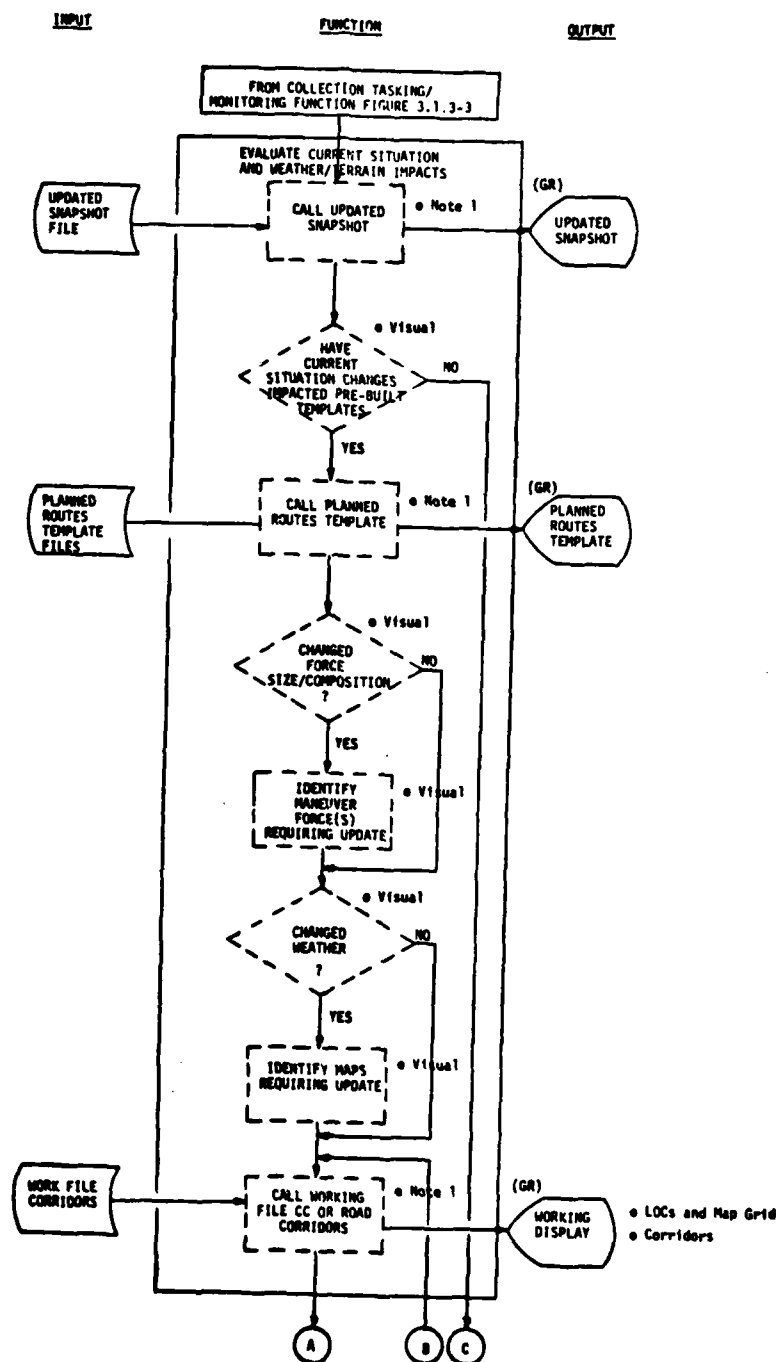 INPUT
FUNCTION
OUTPUT
FROM COLLECTION TASKING/
MONITORING FUNCTION FIGURE 3.1.3-3
EVALUATE CURRENT SITUATION
AND WEATHER/TERRAIN IMPACTS
UPDATED
SNAPSHOT
FILE
CALL UPDATED
SNAPSHOT
● Note 1
(GR)
UPDATED
SNAPSHOT
● Visual
HAVE
CURRENT
SITUATION CHANGES
IMPACTED PRE-BUILT
TEMPLATES
NO
YES
PLANNED
ROUTES
TEMPLATE
FILES
CALL PLANNED
ROUTES TEMPLATE
● Note 1
(GR)
PLANNED
ROUTES
TEMPLATE
● Visual
CHANGED
FORCE
SIZE/COMPOSITION
?
NO
YES
IDENTIFY
MANEUVER
FORCE(S)
REQUIRING UPDATE
● Visual
● Visual
CHANGED
WEATHER
?
NO
YES
IDENTIFY MAPS
REQUIRING UPDATE
● Visual
WORK FILE
CORRIDORS
CALL WORKING
FILE CC OR ROAD
CORRIDORS
● Note 1
(GR)
WORKING
DISPLAY
● LOCs and Map Grid
● Corridors
A
B
C